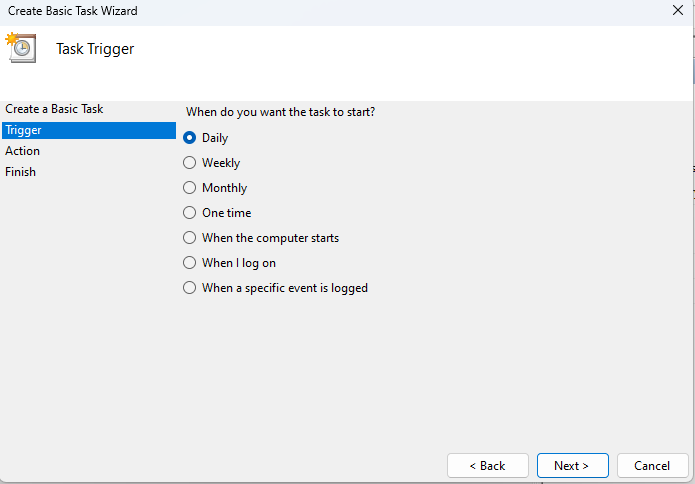 Create Basic Task Wizard
Task Trigger
Create a Basic Task
Trigger
Action
Finish
When do you want the task to start?
Daily
Weekly
Monthly
One time
When the computer starts
When I log on
When a specific event is logged
< Back
Next >
Cancel